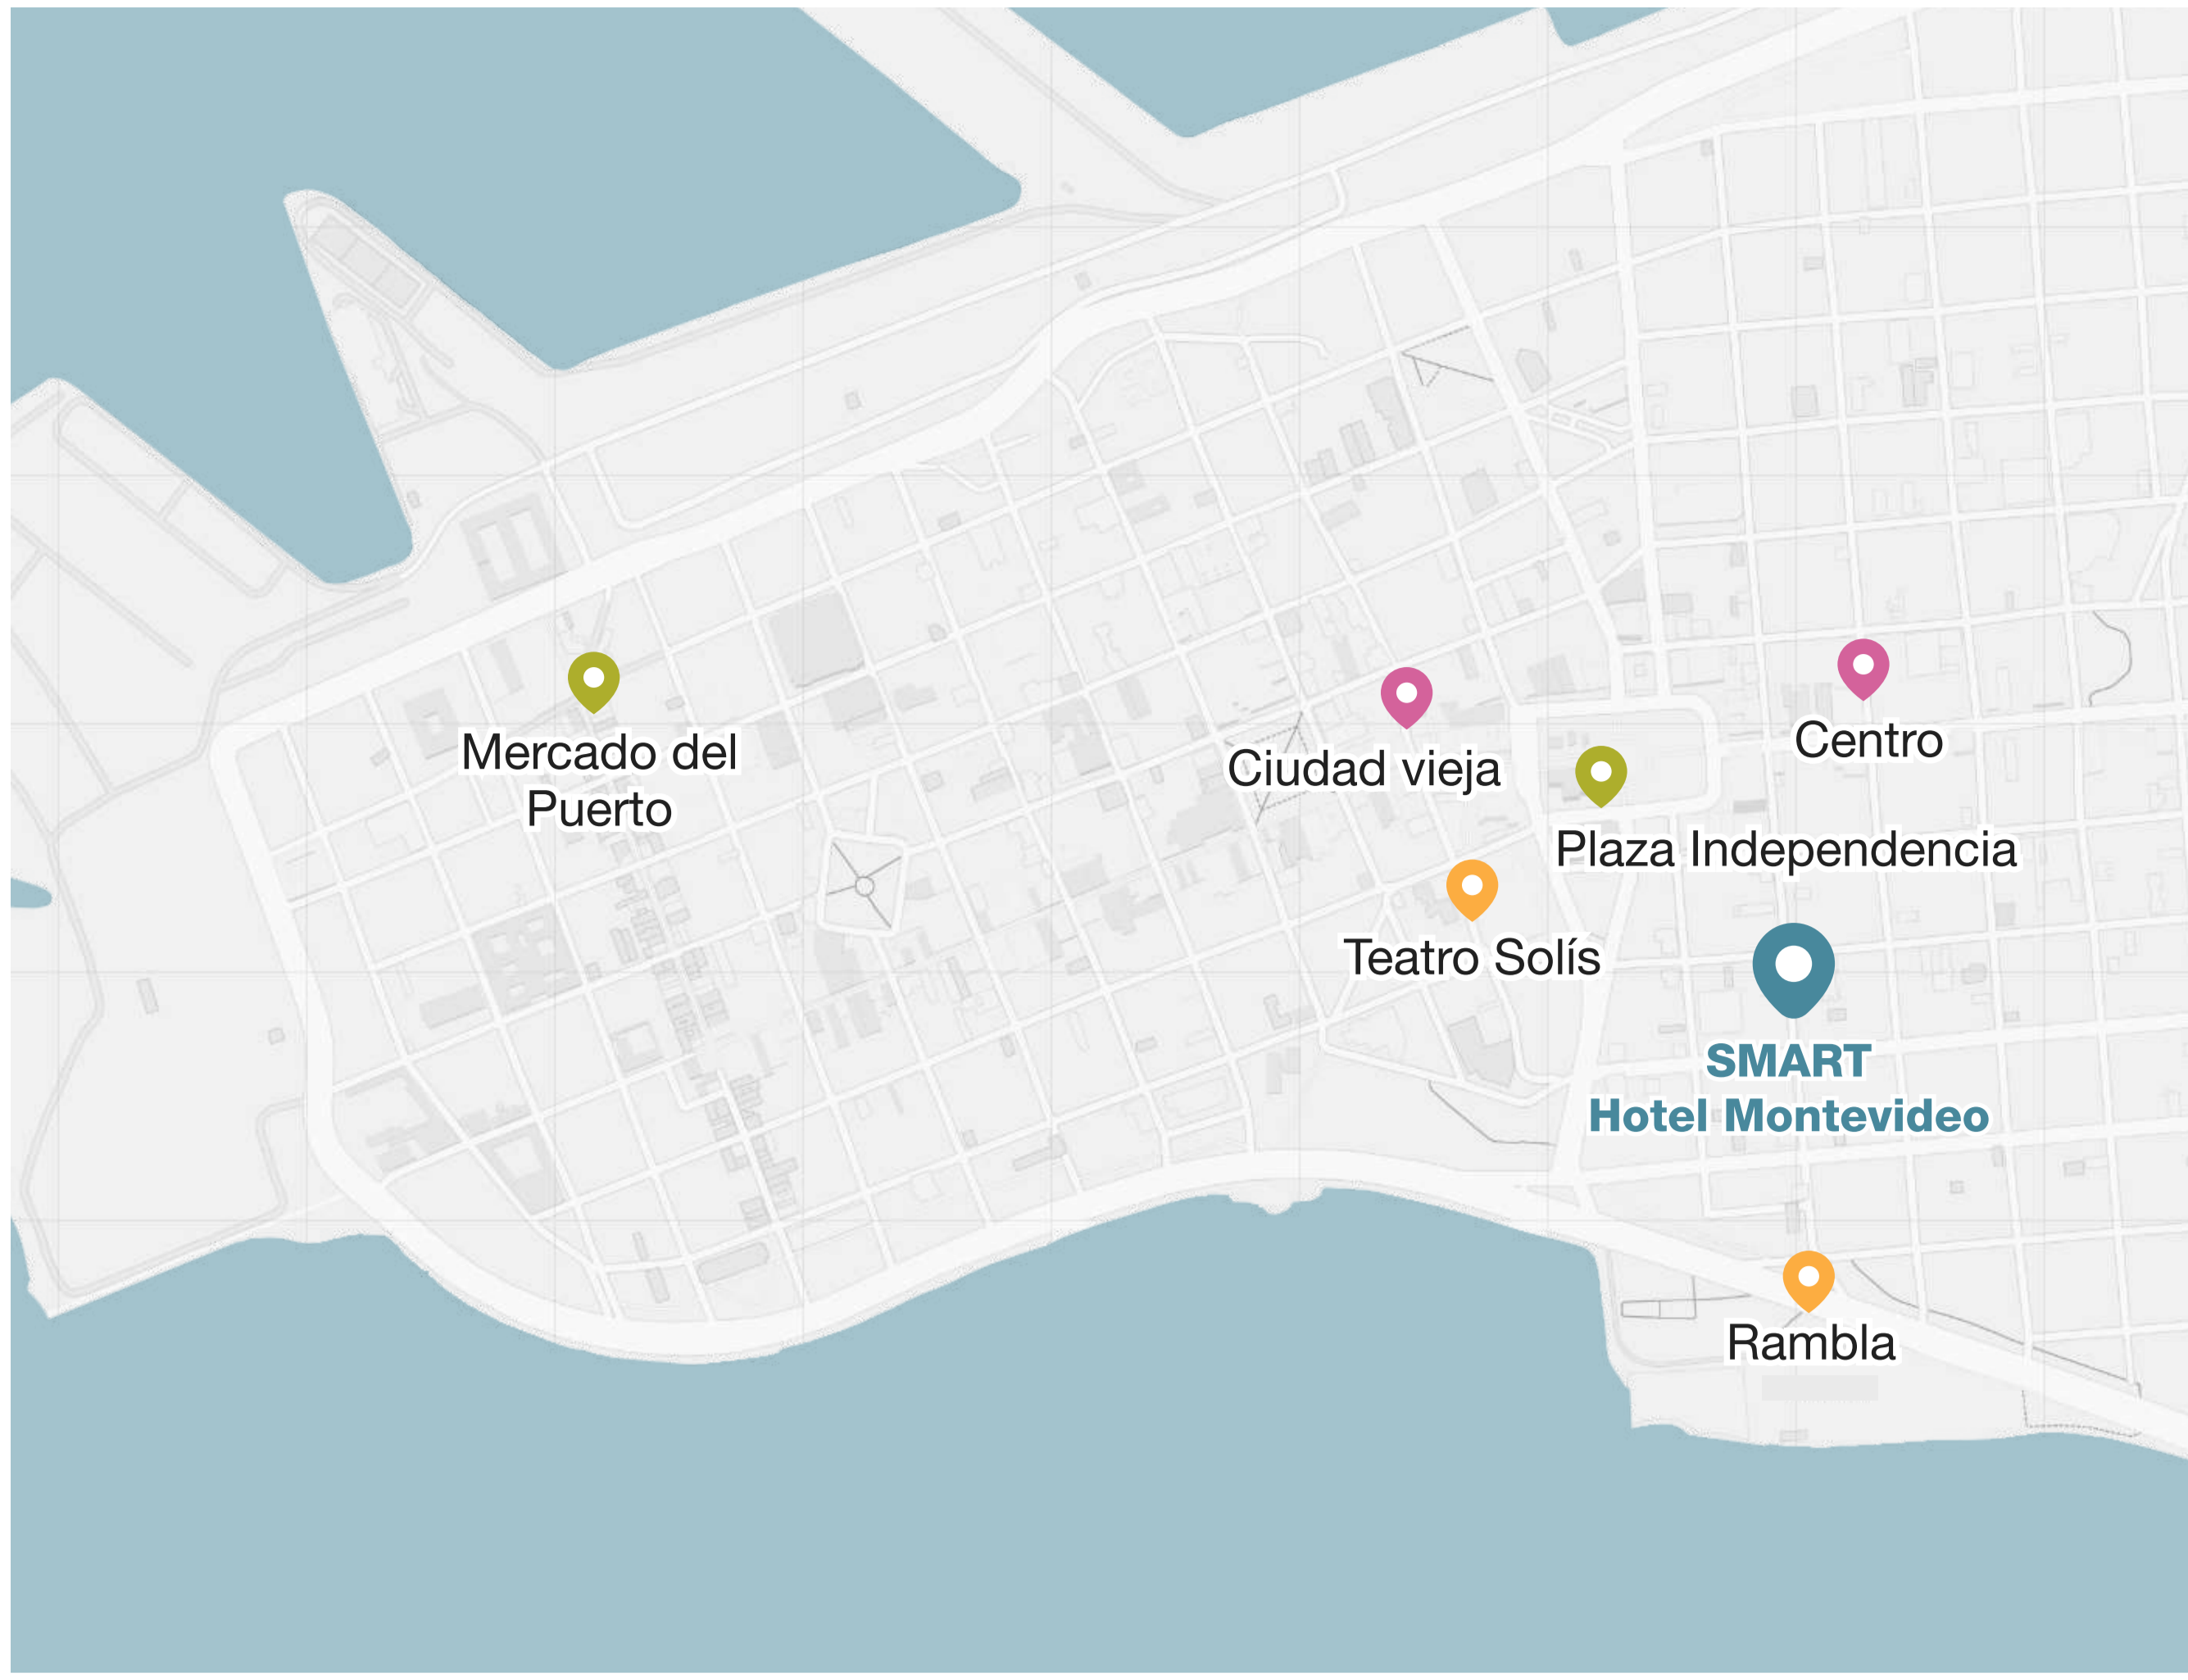 Mercado del
Puerto
Ciudad vieja
Centro
Plaza Independencia
Teatro Solís
SMART
Hotel Montevideo
Rambla